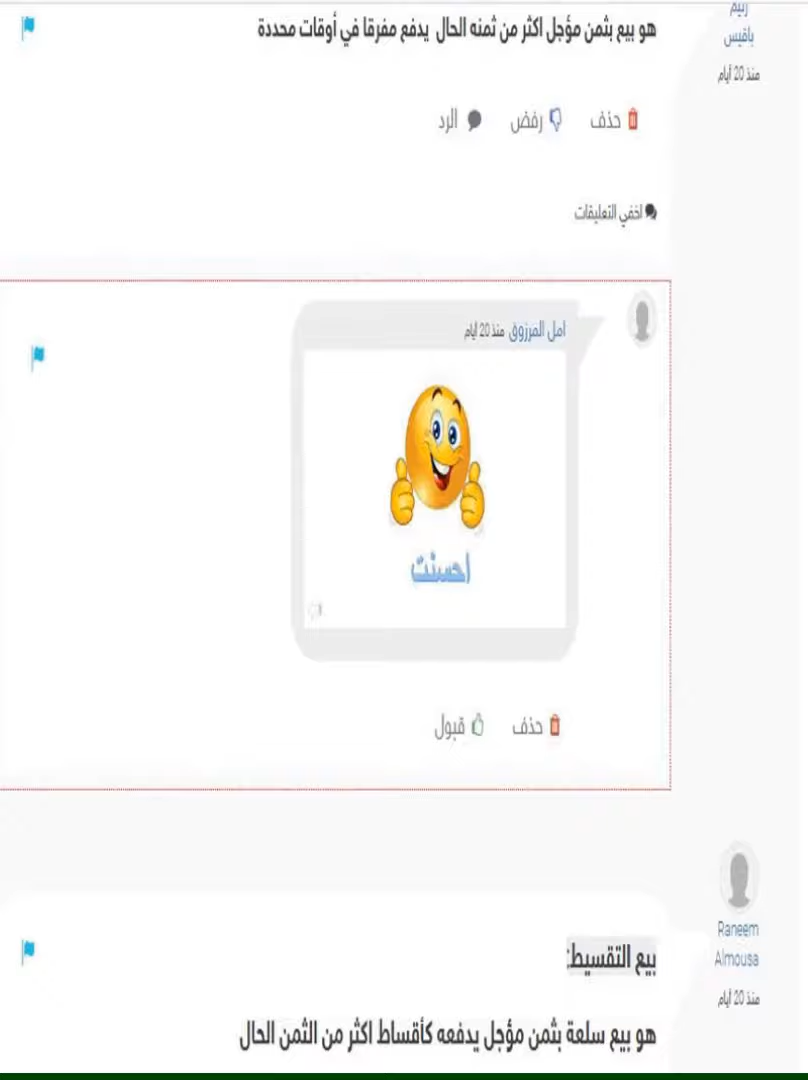 ريم
باقيس
منذ 20 أيام
هو بيع بثمن مؤجل اكثر من ثمنه الحال يدفع مفرقا في أوقات محددة
حذف رفض الرد
اخفي التعليقات
امل المرزوق منذ 20 أيام
احسنت
حذف قبول
Raneem
Almousa
منذ 20 أيام
بيع التقسيط:
هو بيع سلعة بثمن مؤجل يدفعه كأقساط اكثر من الثمن الحال